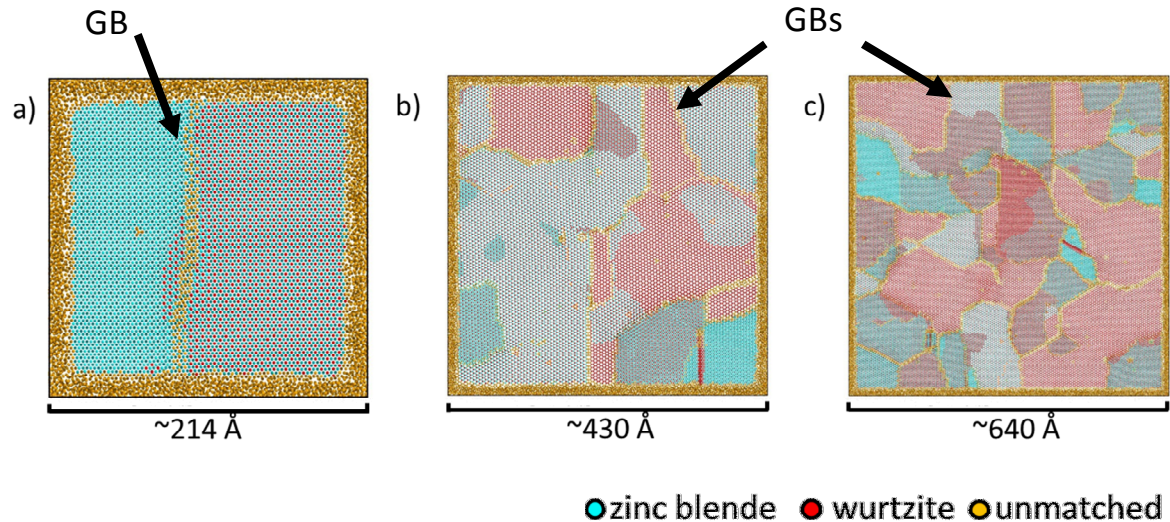 GB
GBs
a)
b)
c)
~214 Å
~430 Å
~640 Å
zinc blende wurtzite unmatched